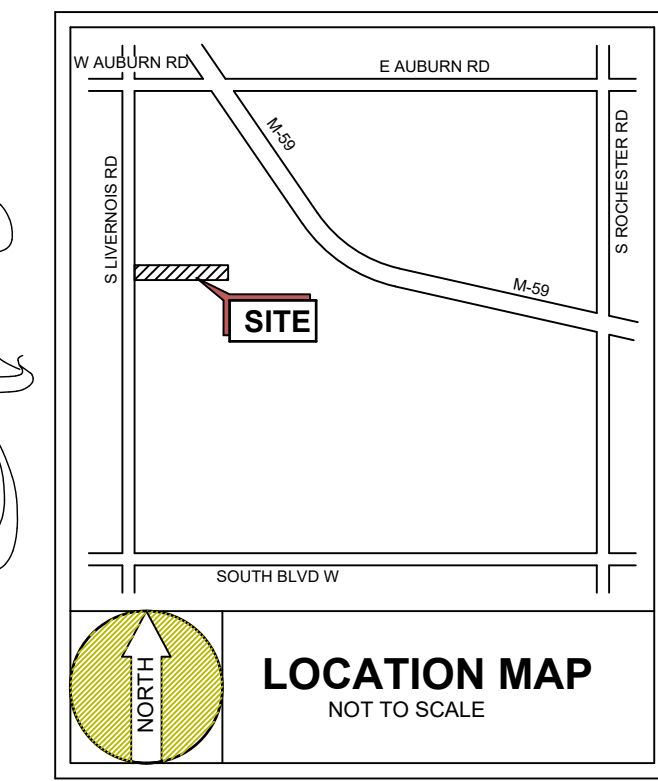 W AUBURN RD
E AUBURN RD
M-59
S LIVERNOIS RD
S ROCHESTER RD
M-59
SITE
SOUTH BLVD W
NORTH
LOCATION MAP
NOT TO SCALE